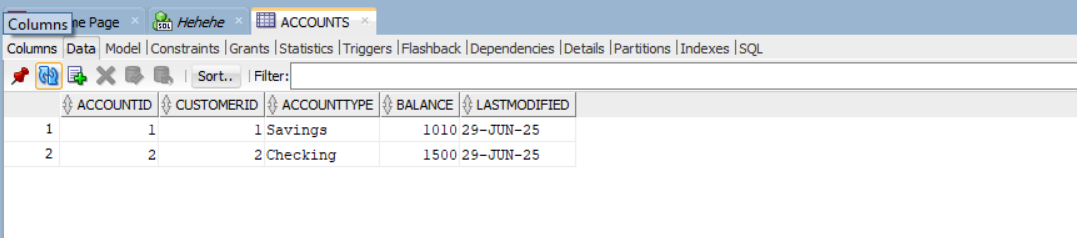 Columns me Page Hehehe ACCOUNTS
Columns Data Model Constraints Grants Statistics Triggers Flashback Dependencies Details Partitions Indexes SQL
Sort.. Filter:
ACCOUNTID CUSTOMERID ACCOUNTTYPE BALANCE LASTMODIFIED
1 1 1 Savings 1010 29-JUN-25
2 2 2 Checking 1500 29-JUN-25